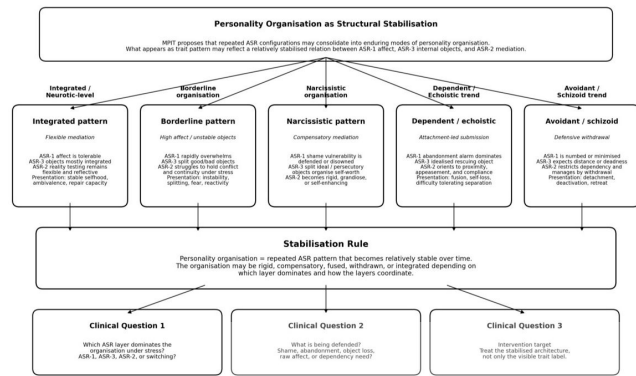 Personality Organisation as Structural Stabilisation
MPIT proposes that repeated ASR configurations may consolidate into enduring modes of personality organisation.
What appears as trait pattern may reflect a relatively stabilised relation between ASR-1 affect, ASR-3 internal objects, and ASR-2 mediation.
Integrated /
Neurotic-level
Borderline
organisation
Narcissistic
organisation
Dependent /
Echoistic trend
Avoidant /
Schizoid trend
Integrated pattern
Flexible mediation
ASR-1 affect is tolerable
ASR-3 objects mostly integrated
ASR-2 reality testing remains
flexible and reflective
Presentation: stable selfhood,
ambivalence, repair capacity
Borderline pattern
High affect / unstable objects
ASR-1 rapidly overwhelms
ASR-3 split good/bad objects
ASR-2 struggles to hold conflict
and continuity under stress
Presentation: instability,
splitting, fear, reactivity
Narcissistic pattern
Compensatory mediation
ASR-1 shame vulnerability is
defended or disowned
ASR-3 split ideal / persecutory
objects organise self-worth
ASR-2 becomes rigid, grandiose,
or self-enhancing
Dependent / echoistic
Attachment-led submission
ASR-1 abandonment alarm dominates
ASR-3 idealised rescuing object
ASR-2 orients to proximity,
appeasement, and compliance
Presentation: fusion, self-loss,
difficulty tolerating separation
Avoidant / schizoid
Defensive withdrawal
ASR-1 is numbed or minimised
ASR-3 expects distance or deadness
ASR-2 restricts dependency and
manages by withdrawal
Presentation: detachment,
deactivation, retreat
Stabilisation Rule
Personality organisation = repeated ASR pattern that becomes relatively stable over time.
The organisation may be rigid, compensatory, fused, withdrawn, or integrated depending on
which layer dominates and how the layers coordinate.
Clinical Question 1
Which ASR layer dominates the
organisation under stress?
ASR-1, ASR-3, ASR-2, or switching?
Clinical Question 2
What is being defended?
Shame, abandonment, object loss,
raw affect, or dependency need?
Clinical Question 3
Intervention target
Treat the stabilised architecture,
not only the visible trait label.